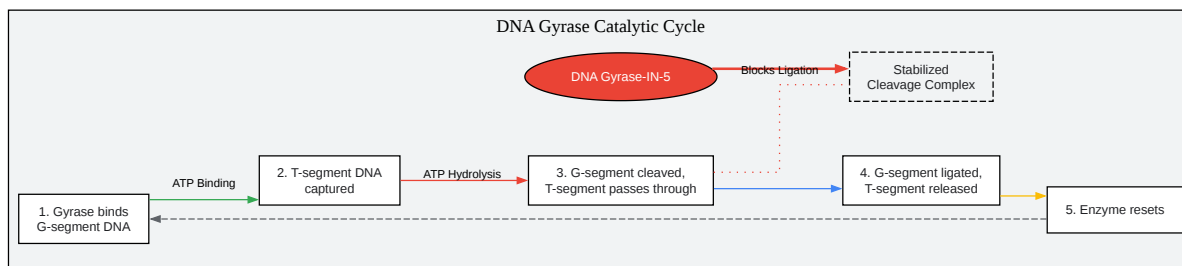 DNA Gyrase Catalytic Cycle
DNA Gyrase-IN-5
Blocks Ligation
Stabilized
Cleavage Complex
1. Gyrase binds
G-segment DNA
ATP Binding
2. T-segment DNA
captured
ATP Hydrolysis
3. G-segment cleaved,
T-segment passes through
4. G-segment ligated,
T-segment released
5. Enzyme resets